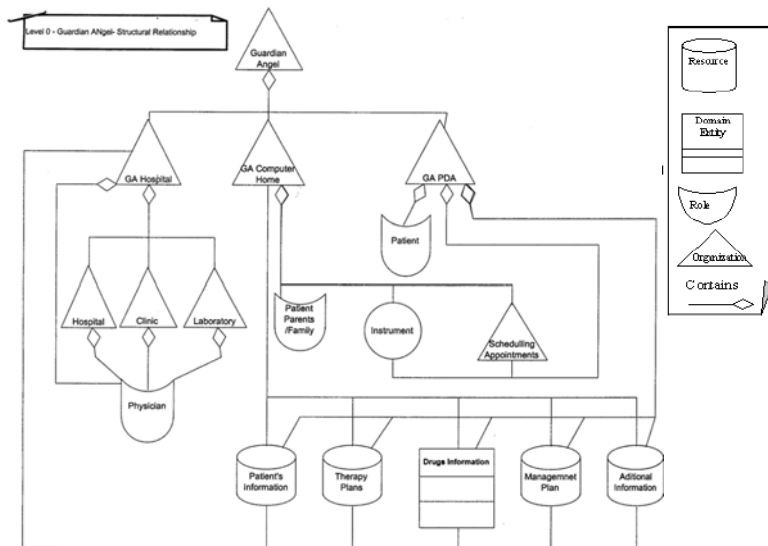 Level 0 - Guardian ANgel- Structural Relationship
Guardian
Angel
GA Hospital
GA Computer
Home
GA PDA
Patient
Hospital
Clinic
Laboratory
Patient
Parents
/Family
Instrument
Schedulling
Appointments
Physician
Patient's
Information
Therapy
Plans
Drugs Information
Managemnet
Plan
Aditional
Information
Resource
Domain
Entity
Role
Organization
Contains